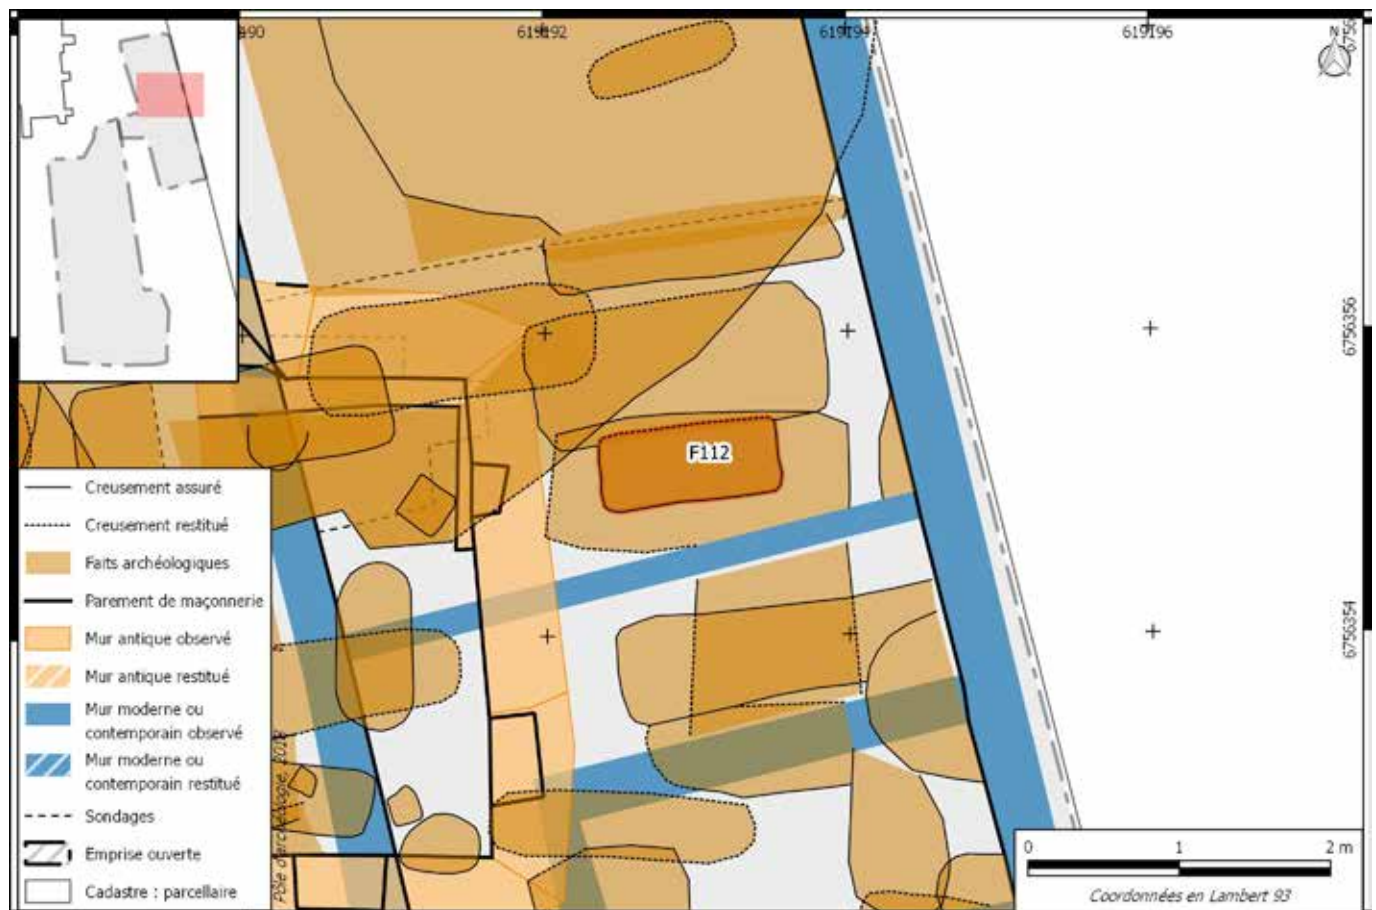 619192
619194
619196
N
F112
6756356
6756354
Creusement assuré
Creusement restitué
Faits archéologiques
Parement de maçonnerie
Mur antique observé
Mur antique restitué
Mur moderne ou
contemporain observé
Mur moderne ou
contemporain restitué
Sondages
Emprise ouverte
Cadastre : parcellaire
Pôle d'archéologie,
0 1 2 m
Coordonnées en Lambert 93